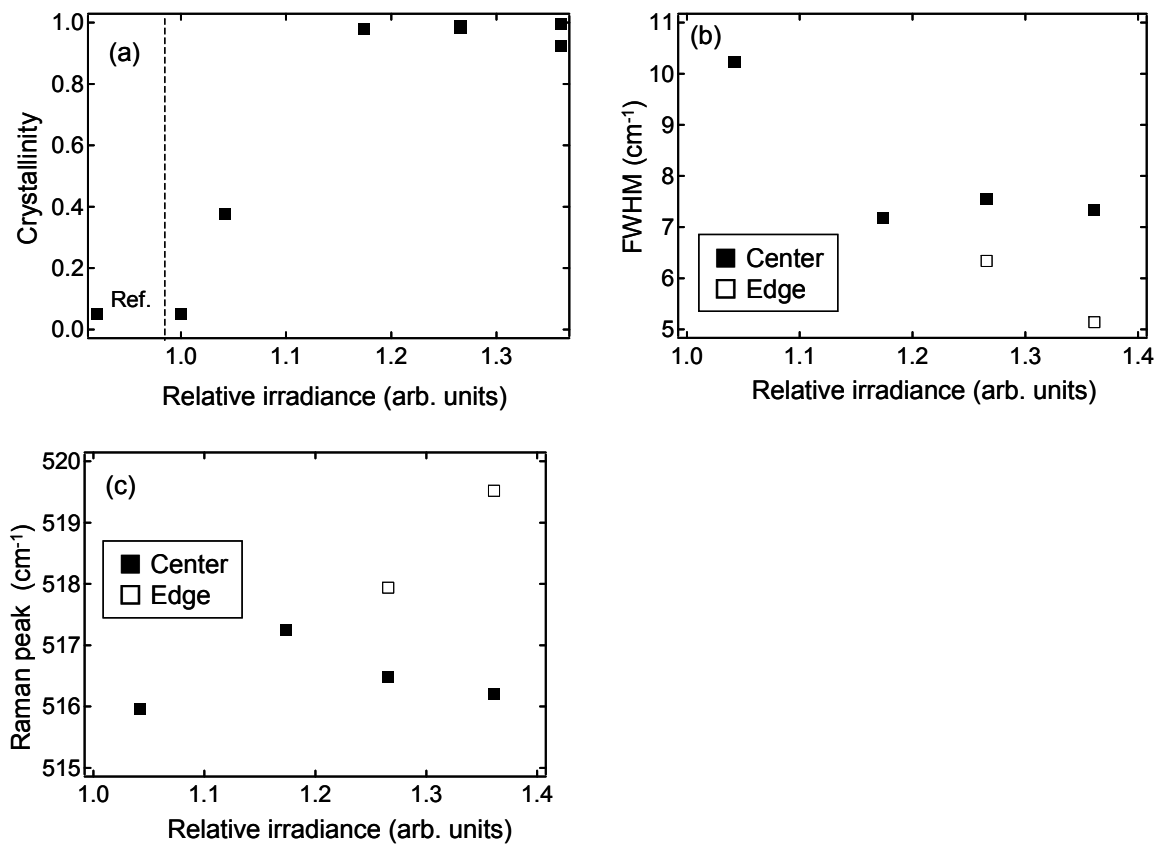 (a)
Crystallinity
1.0
0.8
0.6
0.4
0.2
0.0
Ref.
1.0 1.1 1.2 1.3
Relative irradiance (arb. units)
(b)
FWHM (cm⁻¹)
11
10
9
8
7
6
5
Center
Edge
1.0 1.1 1.2 1.3 1.4
Relative irradiance (arb. units)
(c)
Raman peak (cm⁻¹)
520
519
518
517
516
515
Center
Edge
1.0 1.1 1.2 1.3 1.4
Relative irradiance (arb. units)